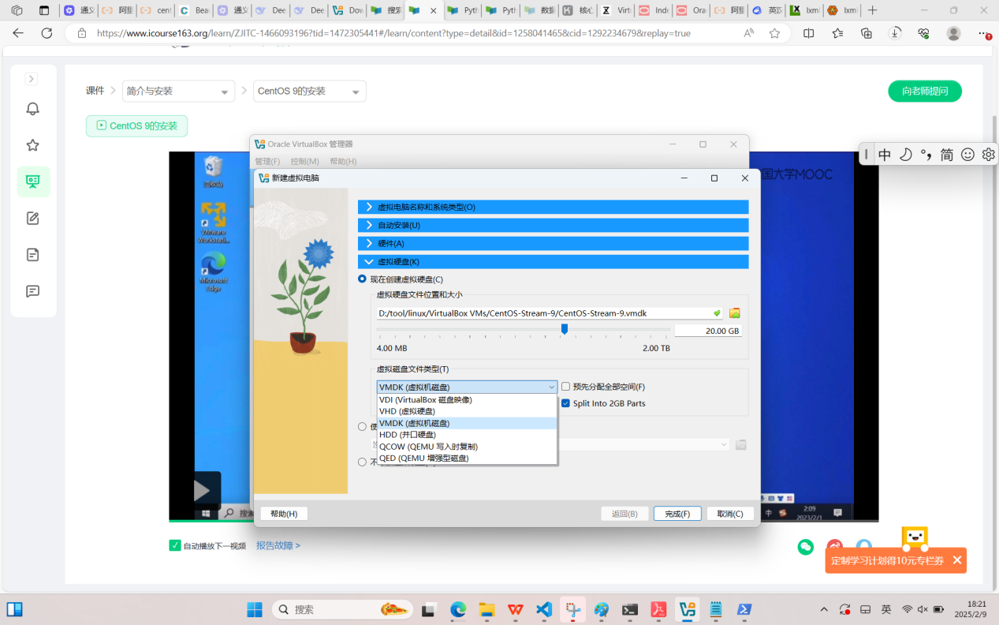 通义
阿里
cent
Bea
通义
Dee
Dee
Dow
搜索
Pyth
Pyth
数据
核心
Virt
Inde
Ora
阿里
英汉
lxml
lxml
https://www.icourse163.org/learn/ZJITC-1466093196?tid=1472305441#/learn/content?type=detail&id=1258041465&cid=1292234679&replay=true
课件
简介与安装
CentOS 9的安装
向老师提问
CentOS 9的安装
Oracle VirtualBox 管理器
管理(F) 控制(M) 帮助(H)
中 简
国大学MOOC
回收站
VMware Workstati...
Microsoft Edge
新建虚拟电脑
虚拟电脑名称和系统类型(O)
自动安装(U)
硬件(A)
虚拟硬盘(K)
现在创建虚拟硬盘(C)
虚拟硬盘文件位置和大小
D:/tool/linux/VirtualBox VMs/CentOS-Stream-9/CentOS-Stream-9.vmdk
20.00 GB
4.00 MB 2.00 TB
虚拟磁盘文件类型(T)
VMDK (虚拟机磁盘) 预先分配全部空间(F)
VDI (VirtualBox 磁盘映像) Split Into 2GB Parts
VHD (虚拟硬盘)
VMDK (虚拟机磁盘)
HDD (并口硬盘)
QCOW (QEMU 写入时复制)
QED (QEMU 增强型磁盘)
帮助(H) 返回(B) 完成(F) 取消(C)
搜索
中 2:09
2023/2/1
自动播放下一视频 报告故障 >
定制学习计划得10元专栏券
搜索
英
18:21
2025/2/9